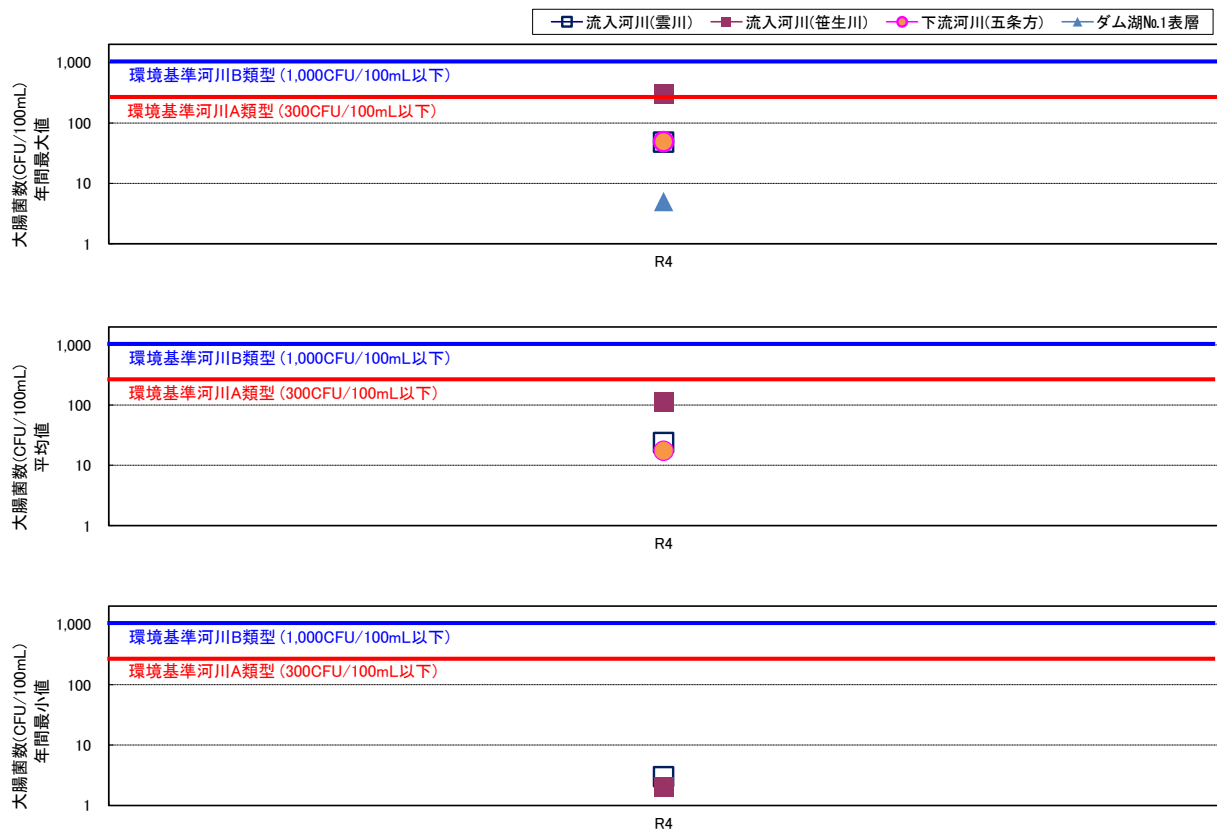 流入河川(雲川) 流入河川(笹生川) 下流河川(五条方) ダム湖No.1表層
大腸菌数(CFU/100mL)
年間最大値
1,000
100
10
1
環境基準河川B類型 (1,000CFU/100mL以下)
環境基準河川A類型 (300CFU/100mL以下)
R4
大腸菌数(CFU/100mL)
平均値
1,000
100
10
1
環境基準河川B類型 (1,000CFU/100mL以下)
環境基準河川A類型 (300CFU/100mL以下)
R4
大腸菌数(CFU/100mL)
年間最小値
1,000
100
10
1
環境基準河川B類型 (1,000CFU/100mL以下)
環境基準河川A類型 (300CFU/100mL以下)
R4